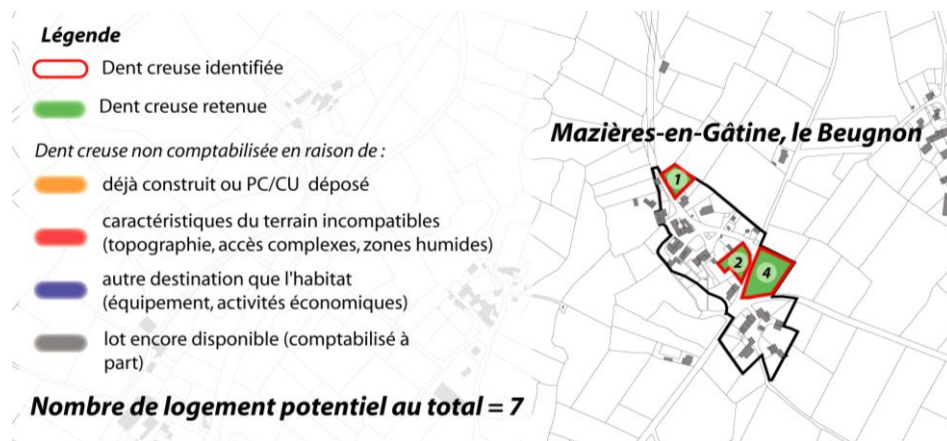 Légende
Dent creuse identifiée
Dent creuse retenue
Dent creuse non comptabilisée en raison de :
déjà construit ou PC/CU déposé
caractéristiques du terrain incompatibles
(topographie, accès complexes, zones humides)
autre destination que l'habitat
(équipement, activités économiques)
lot encore disponible (comptabilisé à
part)
Nombre de logement potentiel au total = 7
Mazières-en-Gâtine, le Beugnon
1
2
4